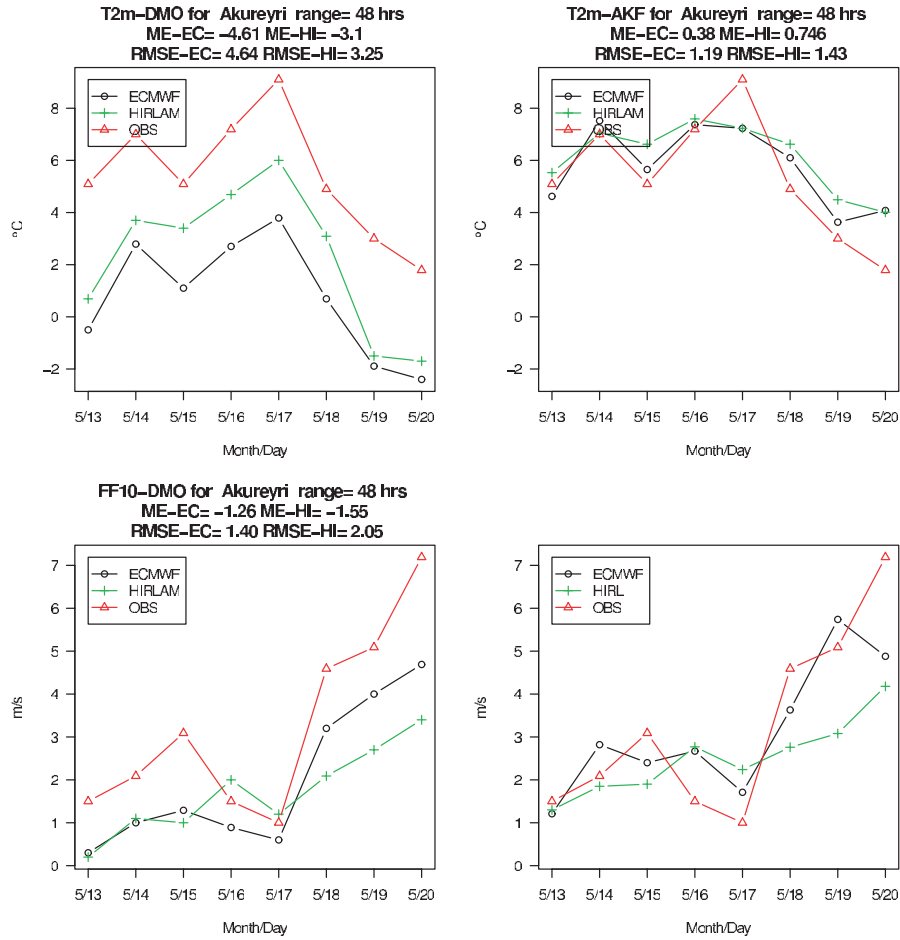 T2m-DMO for Akureyri range= 48 hrs
ME-EC= -4.61 ME-HI= -3.1
RMSE-EC= 4.64 RMSE-HI= 3.25
ECMWF
HIRLAM
OBS
8
6
4
2
0
-2
°C
5/13 5/14 5/15 5/16 5/17 5/18 5/19 5/20
Month/Day
T2m-AKF for Akureyri range= 48 hrs
ME-EC= 0.38 ME-HI= 0.746
RMSE-EC= 1.19 RMSE-HI= 1.43
ECMWF
HIRLAM
OBS
8
6
4
2
0
-2
°C
5/13 5/14 5/15 5/16 5/17 5/18 5/19 5/20
Month/Day
FF10-DMO for Akureyri range= 48 hrs
ME-EC= -1.26 ME-HI= -1.55
RMSE-EC= 1.40 RMSE-HI= 2.05
ECMWF
HIRLAM
OBS
7
6
5
4
3
2
1
0
m/s
5/13 5/14 5/15 5/16 5/17 5/18 5/19 5/20
Month/Day
ECMWF
HIRL
OBS
7
6
5
4
3
2
1
0
m/s
5/13 5/14 5/15 5/16 5/17 5/18 5/19 5/20
Month/Day